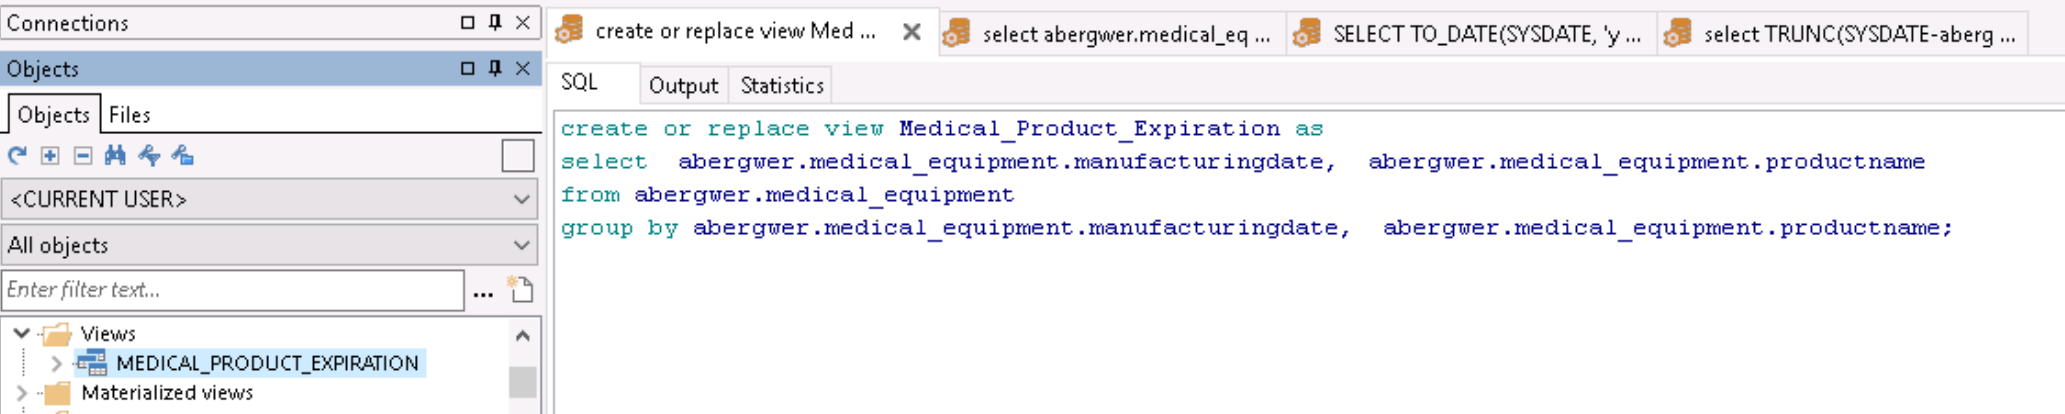 Connections
Objects
Objects Files
<CURRENT USER>
All objects
Enter filter text...
...
Views
MEDICAL_PRODUCT_EXPIRATION
Materialized views
create or replace view Med ...
select abergwer.medical_eq ...
SELECT TO_DATE(SYSDATE, 'y ...
select TRUNC(SYSDATE-aberg ...
SQL Output Statistics
create or replace view Medical_Product_Expiration as
select  abergwer.medical_equipment.manufacturingdate,  abergwer.medical_equipment.productname
from abergwer.medical_equipment
group by abergwer.medical_equipment.manufacturingdate,  abergwer.medical_equipment.productname;